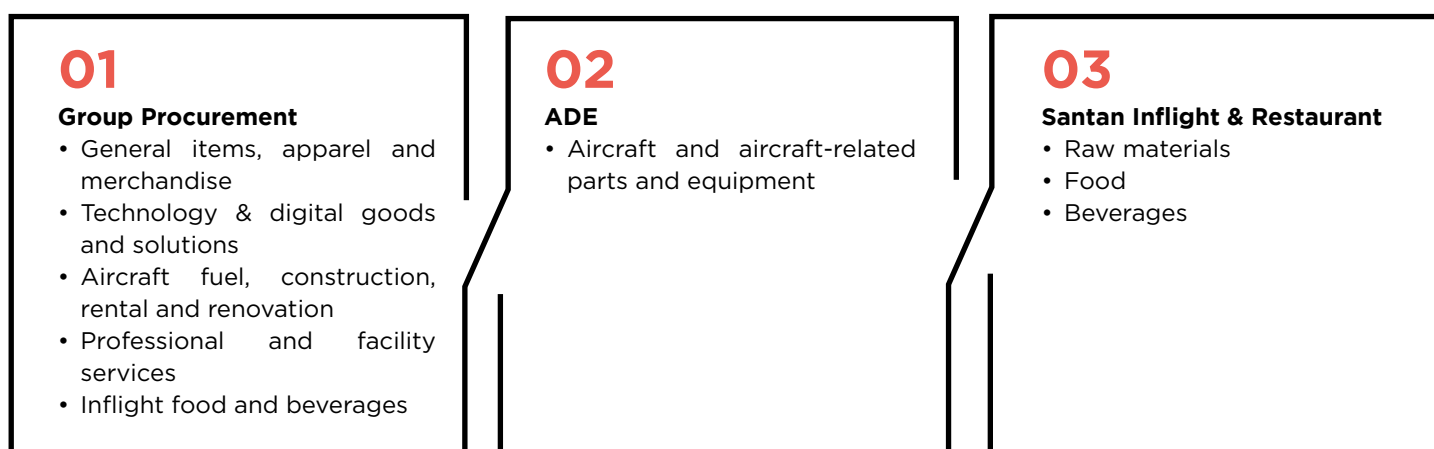 01
Group Procurement
• General items, apparel and
merchandise
• Technology & digital goods
and solutions
• Aircraft fuel, construction,
rental and renovation
• Professional and facility
services
• Inflight food and beverages
02
ADE
• Aircraft and aircraft-related
parts and equipment
03
Santan Inflight & Restaurant
• Raw materials
• Food
• Beverages